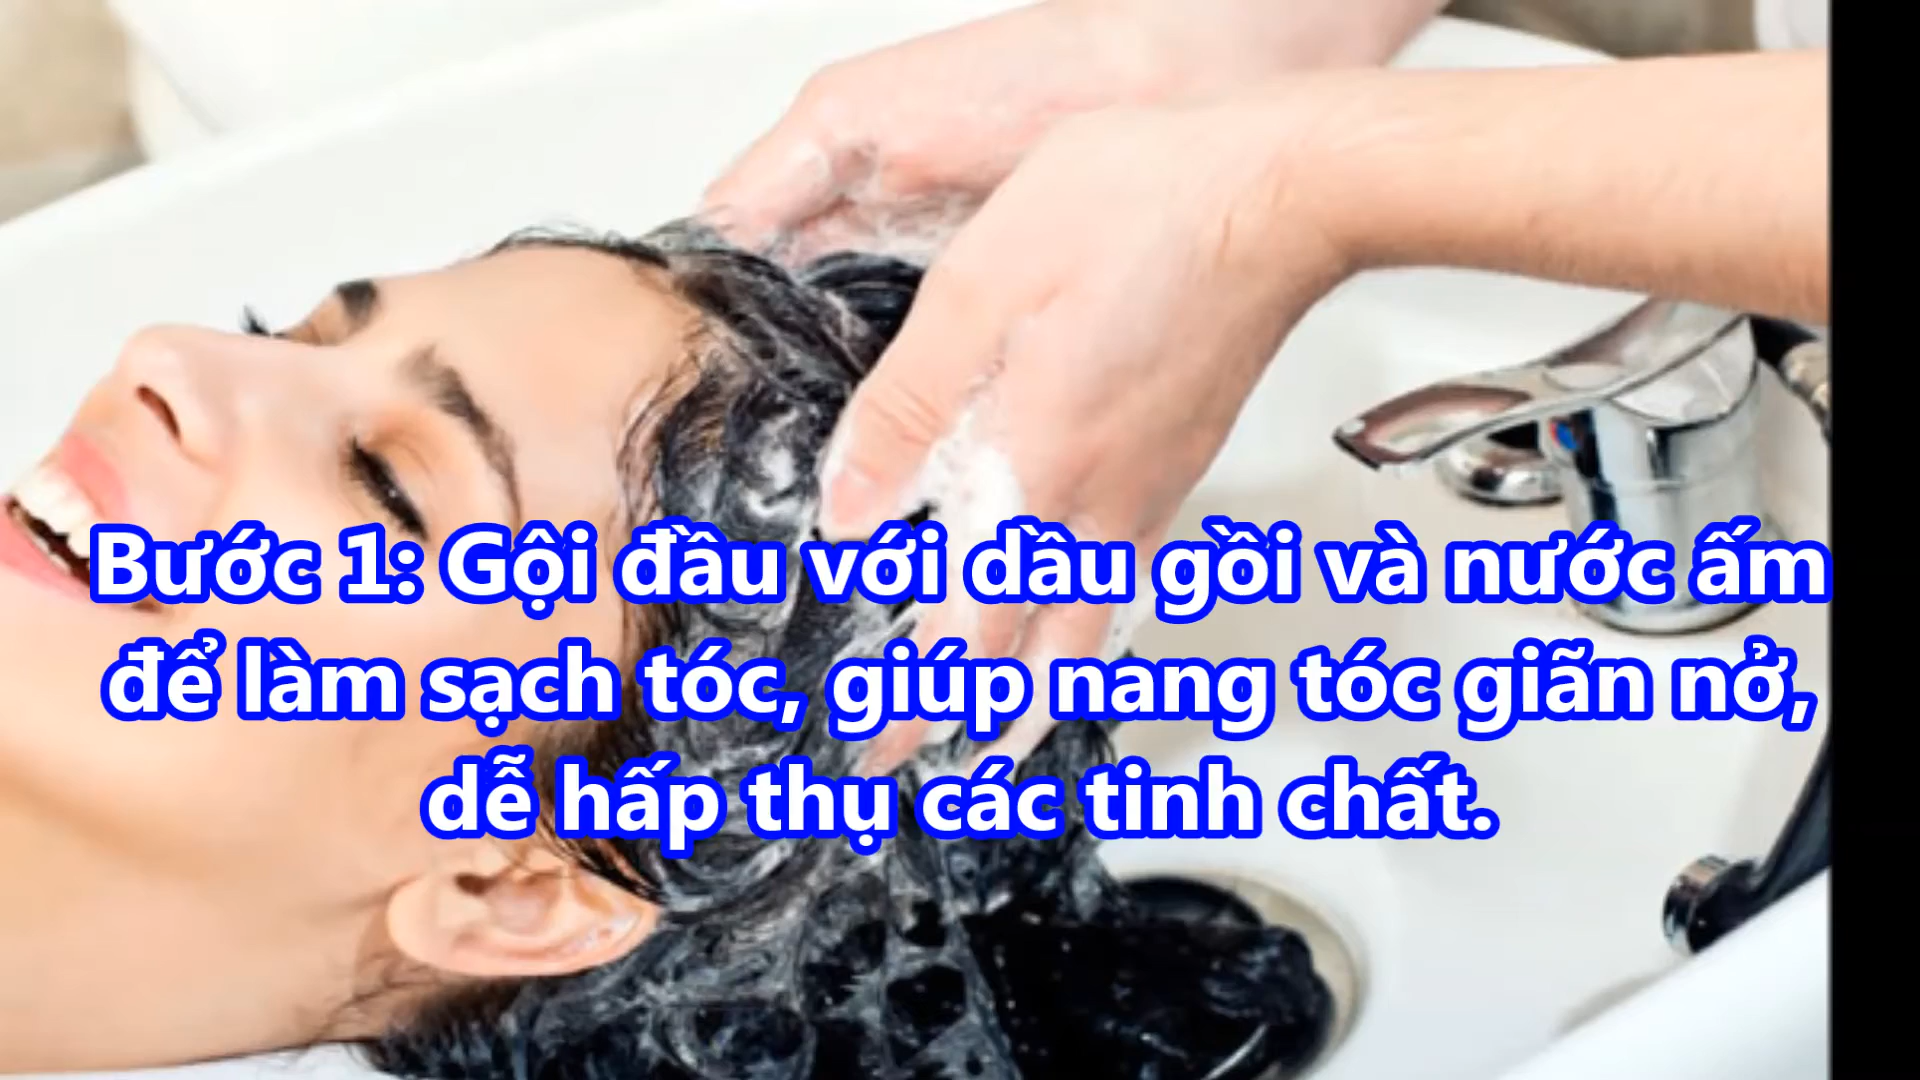 Bước 1: Gội đầu với dầu gồi và nước ấm
để làm sạch tóc, giúp nang tóc giãn nở,
dễ hấp thụ các tinh chất.